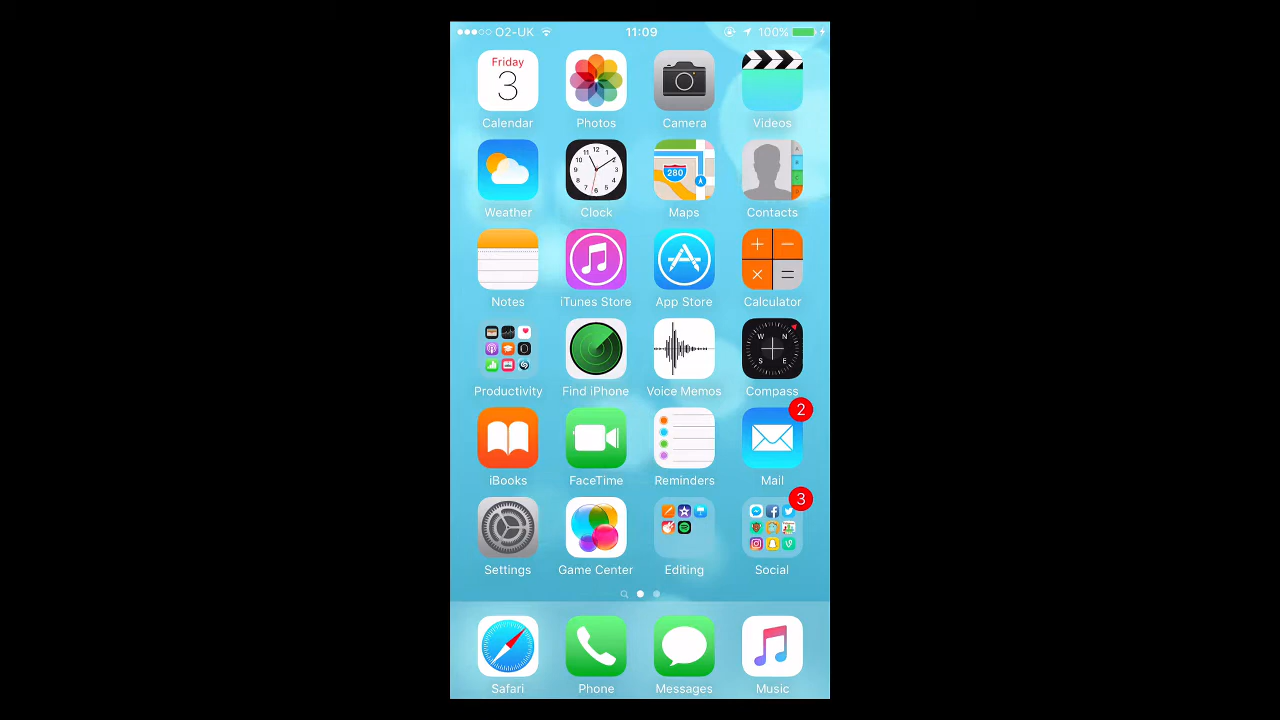 O2-UK 11:09 100%
Friday
3
Calendar Photos Camera Videos
280
Weather Clock Maps Contacts
Notes iTunes Store App Store Calculator
Productivity Find iPhone Voice Memos Compass
2
iBooks FaceTime Reminders Mail
3
Settings Game Center Editing Social
Safari Phone Messages Music